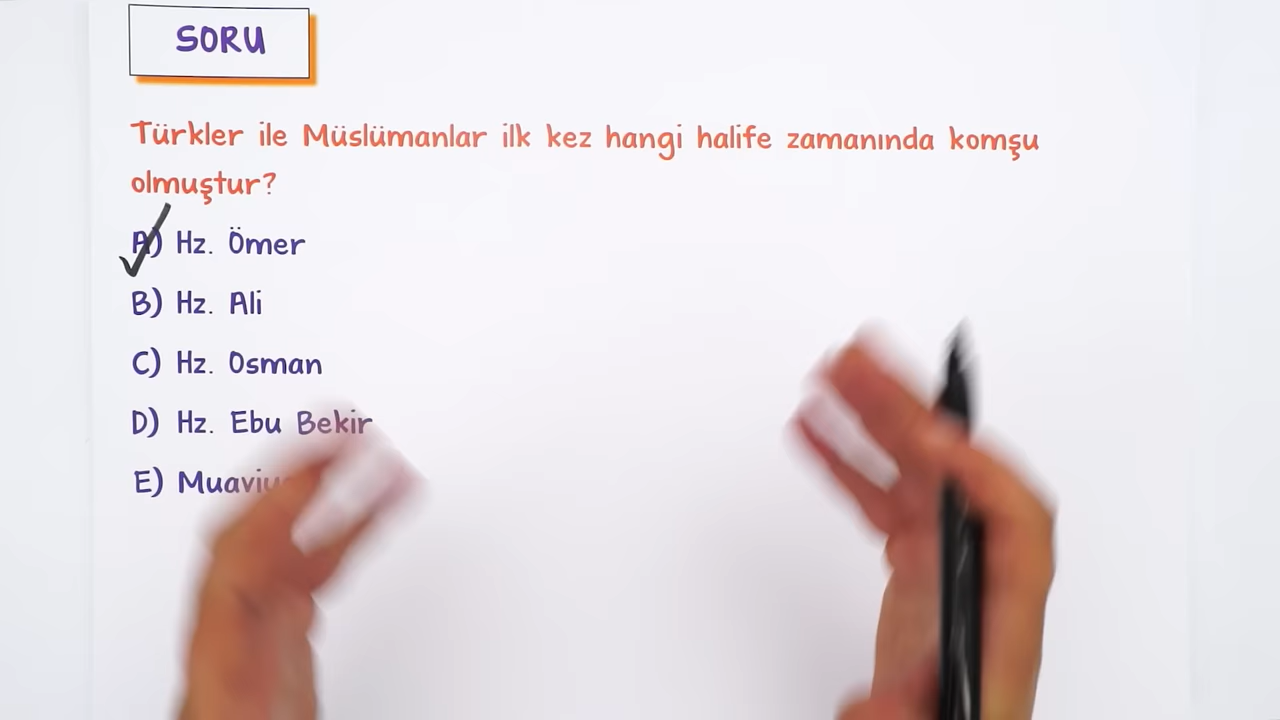 SORU
Türkler ile Müslümanlar ilk kez hangi halife zamanında komşu
olmuştur?
A) Hz. Ömer
B) Hz. Ali
C) Hz. Osman
D) Hz. Ebu Bekir
E)